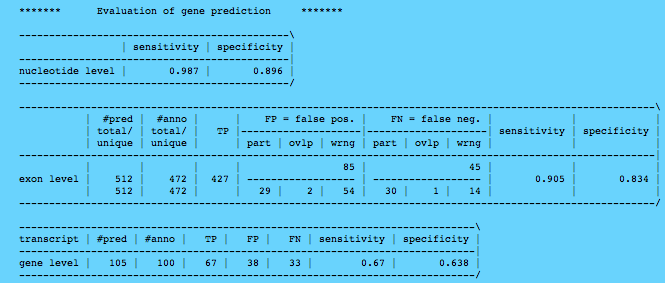 *******      Evaluation of gene prediction     *******
---------------------------------------------\
                 | sensitivity | specificity |
---------------------------------------------|
nucleotide level |       0.987 |       0.896 |
---------------------------------------------/
----------------------------------------------------------------------------------------------------------\
           |  #pred |  #anno |      |    FP = false pos. |    FN = false neg. |             |             |
           | total/ | total/ |   TP |--------------------|--------------------| sensitivity | specificity |
           | unique | unique |      | part | ovlp | wrng | part | ovlp | wrng |             |             |
----------------------------------------------------------------------------------------------------------|
           |        |        |      |                 85 |                 45 |             |             |
exon level |    512 |    472 |  427 | ------------------ | ------------------ |       0.905 |       0.834 |
           |    512 |    472 |      |   29 |    2 |   54 |   30 |    1 |   14 |             |             |
----------------------------------------------------------------------------------------------------------/
----------------------------------------------------------------------------\
transcript | #pred | #anno |   TP |   FP |   FN | sensitivity | specificity |
----------------------------------------------------------------------------|
gene level |   105 |   100 |   67 |   38 |   33 |        0.67 |       0.638 |
----------------------------------------------------------------------------/